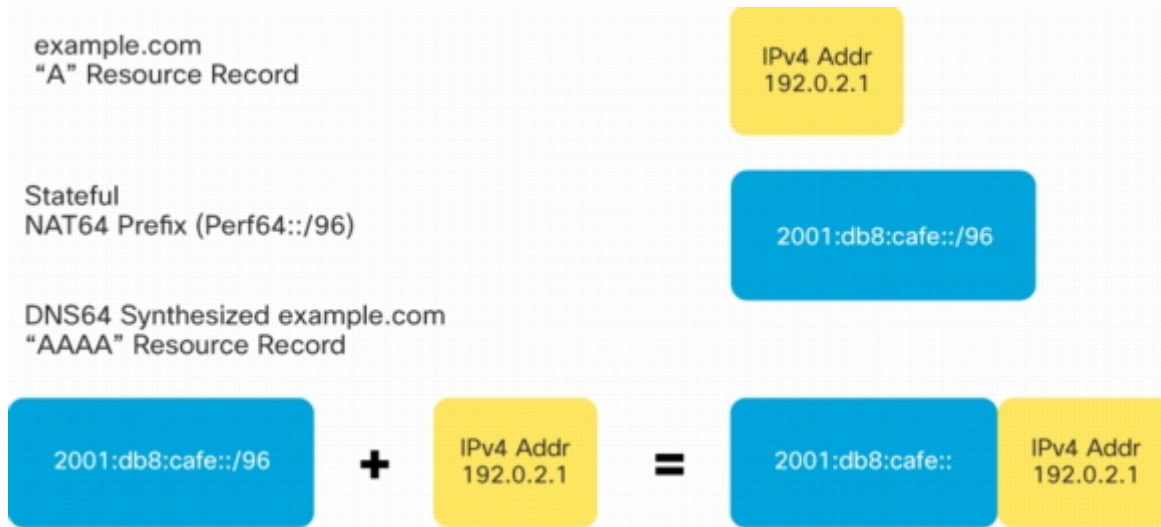 example.com
“A” Resource Record
IPv4 Addr
192.0.2.1
Stateful
NAT64 Prefix (Perf64::/96)
2001:db8:cafe::/96
DNS64 Synthesized example.com
“AAAA” Resource Record
2001:db8:cafe::/96
+
IPv4 Addr
192.0.2.1
=
2001:db8:cafe::
IPv4 Addr
192.0.2.1